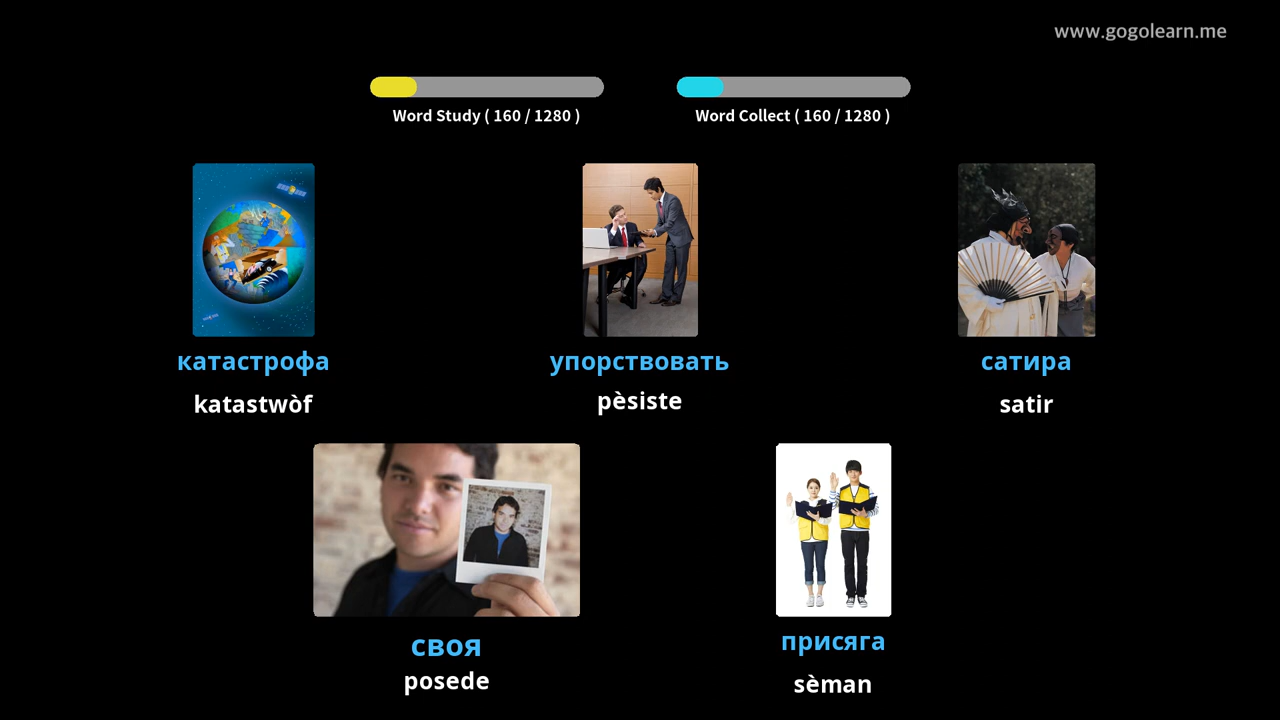 www.gogolearn.me
Word Study ( 160 / 1280 )
Word Collect ( 160 / 1280 )
катастрофа
katastwòf
упорствовать
pèsiste
сатира
satir
своя
posede
присяга
sèman